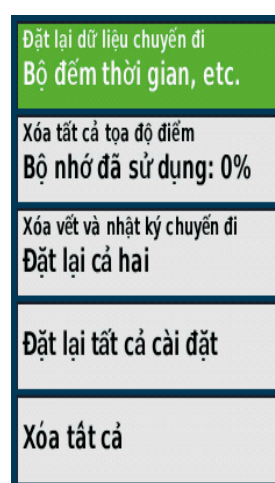 Đặt lại dữ liệu chuyến đi
Bộ đếm thời gian, etc.
Xóa tất cả tọa độ điểm
Bộ nhớ đã sử dụng: 0%
Xóa vết và nhật ký chuyến đi
Đặt lại cả hai
Đặt lại tất cả cài đặt
Xóa tất cả